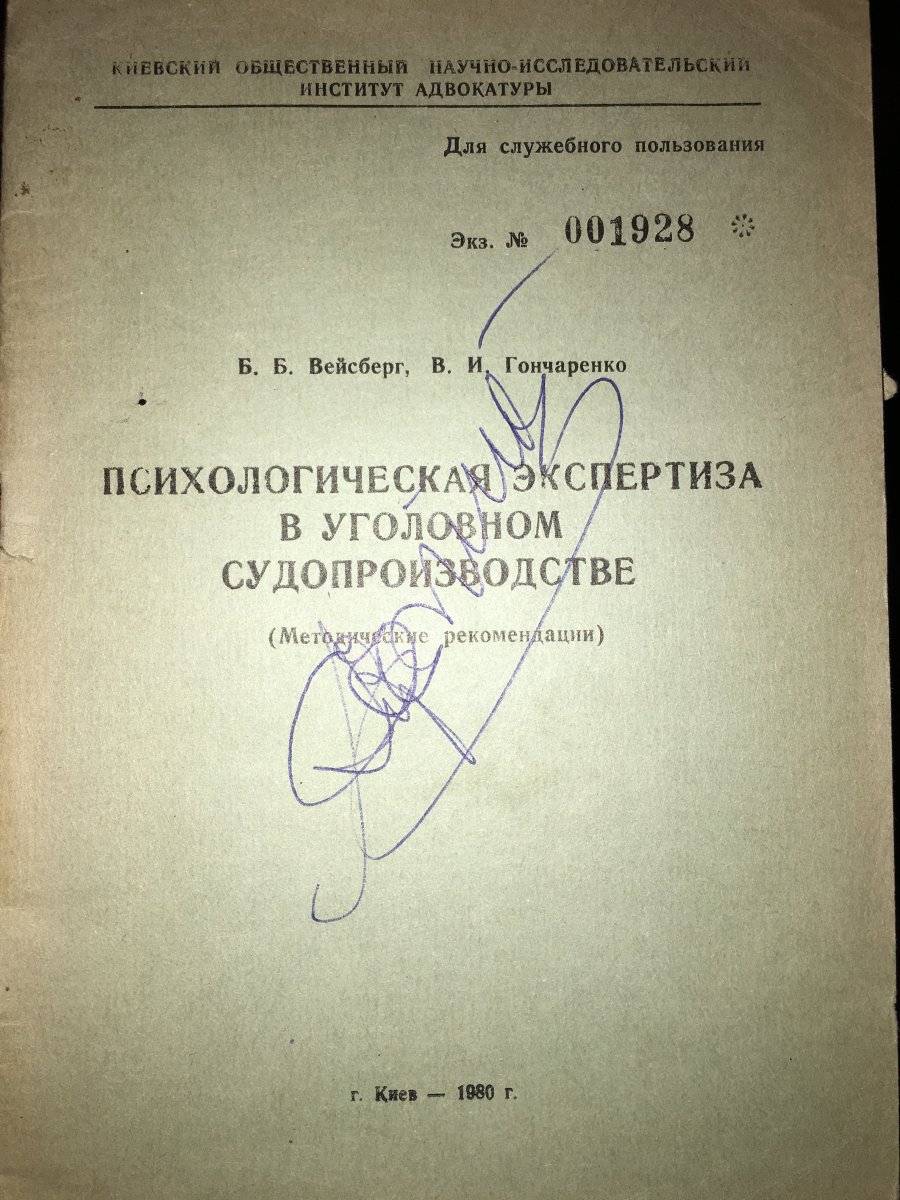 КИЕВСКИЙ ОБЩЕСТВЕННЫЙ НАУЧНО-ИССЛЕДОВАТЕЛЬСКИЙ
ИНСТИТУТ АДВОКАТУРЫ
Для служебного пользования
Экз. № 001928 *
Б. Б. Вейсберг, В. И. Гончаренко
ПСИХОЛОГИЧЕСКАЯ ЭКСПЕРТИЗА
В УГОЛОВНОМ
СУДОПРОИЗВОДСТВЕ
(Методические рекомендации)
г. Киев — 1980 г.